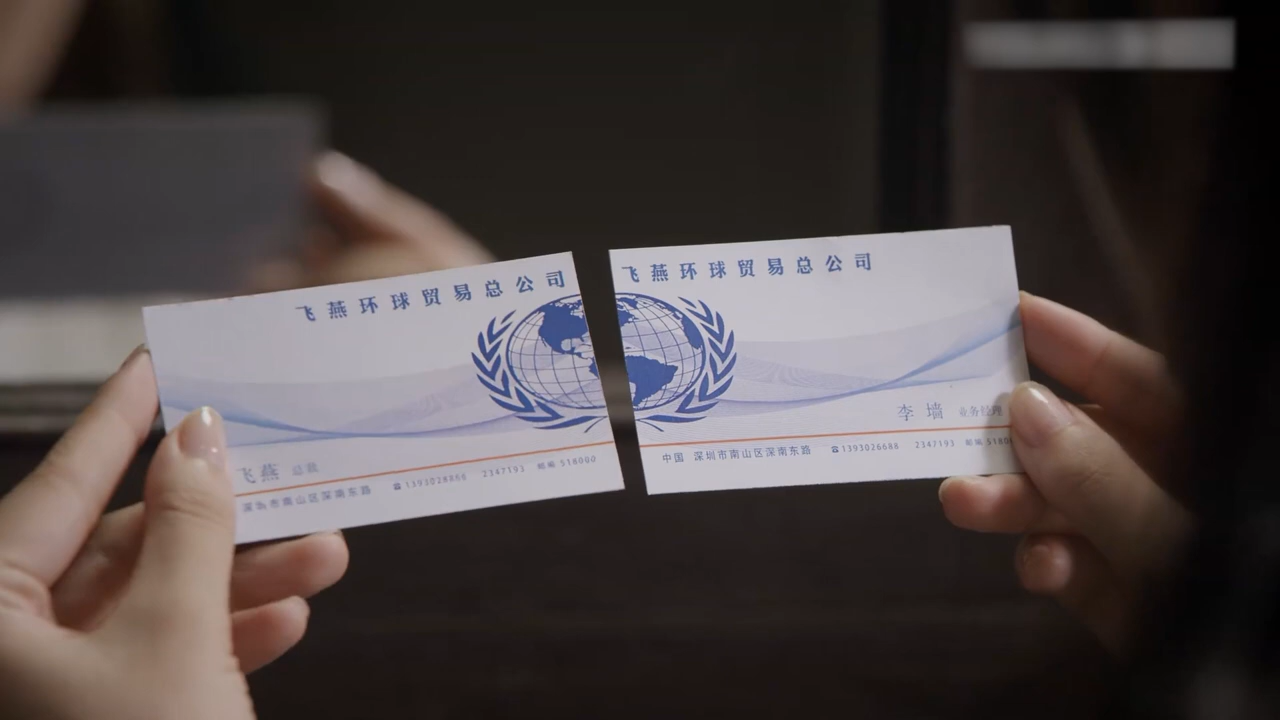 飞燕环球贸易总公司
飞燕 总裁
深圳市南山区深南东路 ☎1393028866 2347193 邮编 518000
飞燕环球贸易总公司
李墙 业务经理
中国 深圳市南山区深南东路 ☎1393026688 2347193 邮编